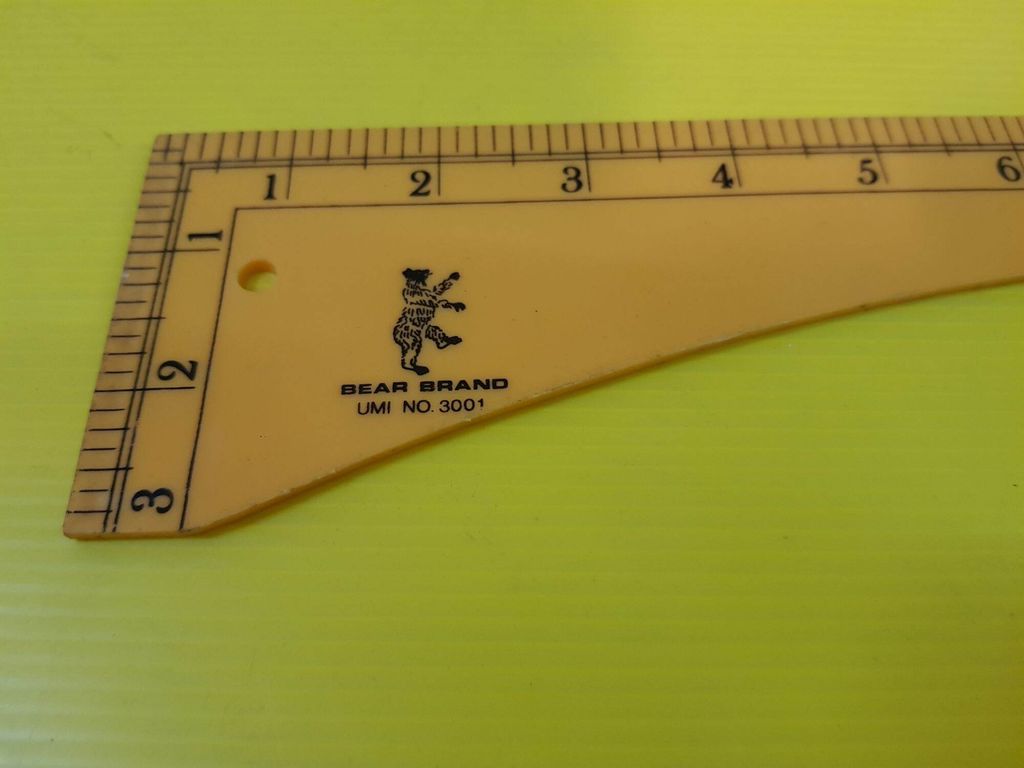 1 2 3 4 5 6
1
2
3
BEAR BRAND
UMI NO. 3001